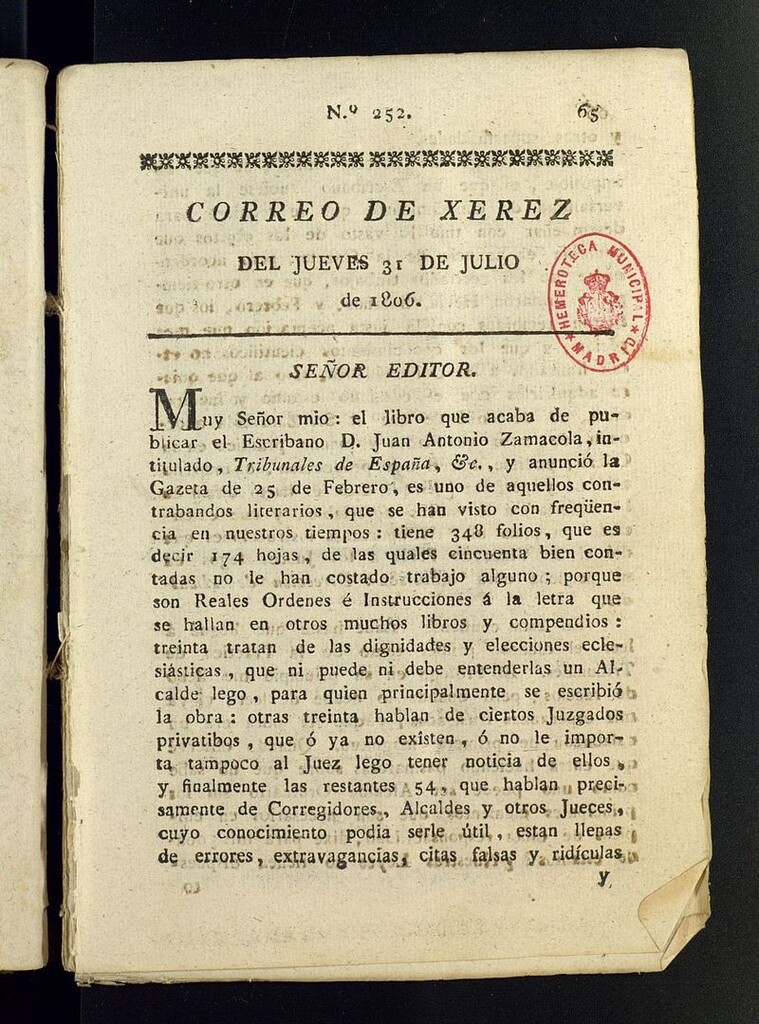 N.º 252.
65
CORREO DE XEREZ
DEL JUEVES 31 DE JULIO
de 1806.
HEMEROTECA MUNICIPAL
MADRID
SEÑOR EDITOR.
Muy Señor mio: el libro que acaba de pu-
blicar el Escribano D. Juan Antonio Zamacola, in-
titulado, Tribunales de España, &c., y anunció la
Gazeta de 25 de Febrero, es uno de aquellos con-
trabandos literarios, que se han visto con freqüen-
cia en nuestros tiempos: tiene 348 folios, que es
decir 174 hojas, de las quales cincuenta bien con-
tadas no le han costado trabajo alguno; porque
son Reales Ordenes é Instrucciones á la letra que
se hallan en otros muchos libros y compendios:
treinta tratan de las dignidades y elecciones ecle-
siásticas, que ni puede ni debe entenderlas un Al-
calde lego, para quien principalmente se escribió
la obra: otras treinta hablan de ciertos Juzgados
privatibos, que ó ya no existen, ó no le impor-
ta tampoco al Juez lego tener noticia de ellos,
y finalmente las restantes 54, que hablan preci-
samente de Corregidores, Alcaldes y otros Jueces,
cuyo conocimiento podia serle útil, estan llenas
de errores, extravagancias, citas falsas y ridículas
y